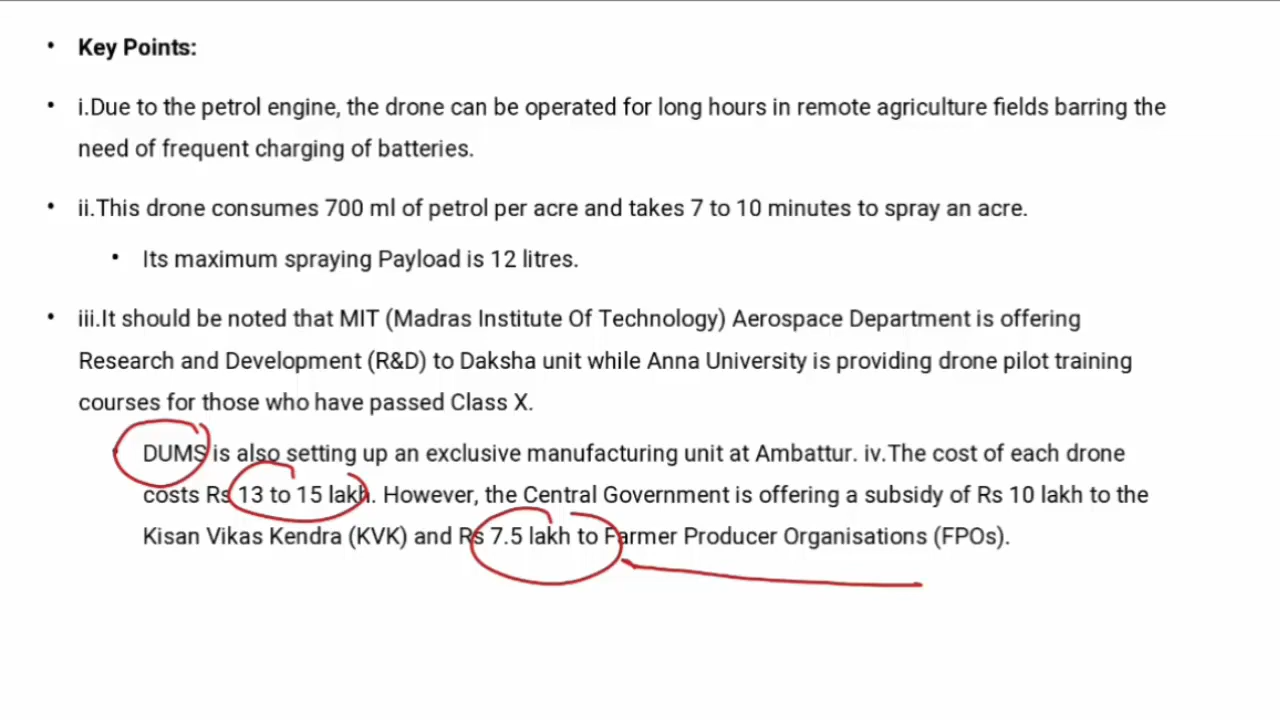 • Key Points:
• i.Due to the petrol engine, the drone can be operated for long hours in remote agriculture fields barring the
need of frequent charging of batteries.
• ii.This drone consumes 700 ml of petrol per acre and takes 7 to 10 minutes to spray an acre.
• Its maximum spraying Payload is 12 litres.
• iii.It should be noted that MIT (Madras Institute Of Technology) Aerospace Department is offering
Research and Development (R&D) to Daksha unit while Anna University is providing drone pilot training
courses for those who have passed Class X.
• DUMS is also setting up an exclusive manufacturing unit at Ambattur. iv.The cost of each drone
costs Rs 13 to 15 lakh. However, the Central Government is offering a subsidy of Rs 10 lakh to the
Kisan Vikas Kendra (KVK) and Rs 7.5 lakh to Farmer Producer Organisations (FPOs).